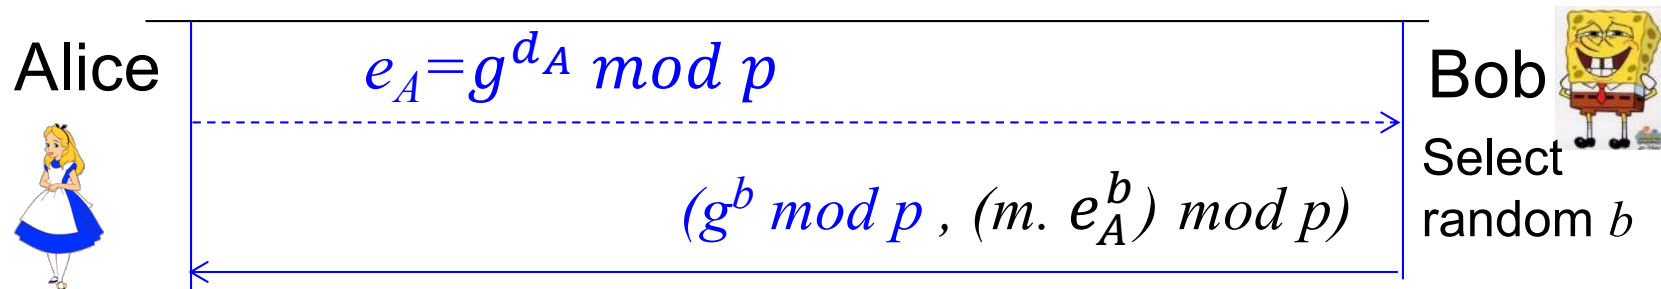 Alice
e_A=g^{d_A} mod p
Bob
Select
random b
(g^b mod p , (m. e_A^b) mod p)